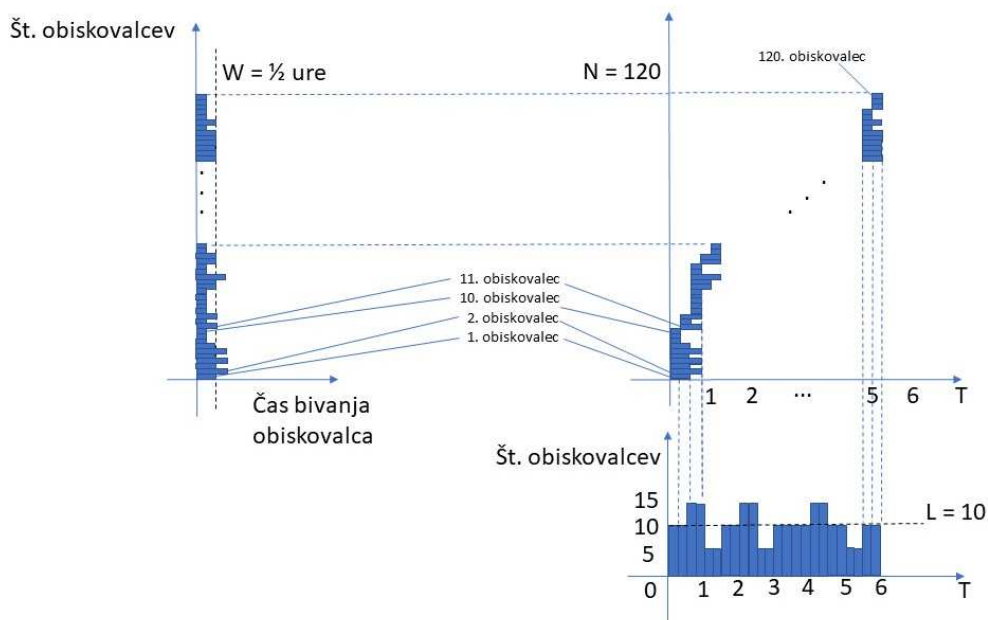 Št. obiskovalcev
W = ½ ure
N = 120
120. obiskovalec
11. obiskovalec
10. obiskovalec
2. obiskovalec
1. obiskovalec
Čas bivanja
obiskovalca
1 2 ... 5 6 T
Št. obiskovalcev
15
10
5
0
L = 10
1 2 3 4 5 6 T